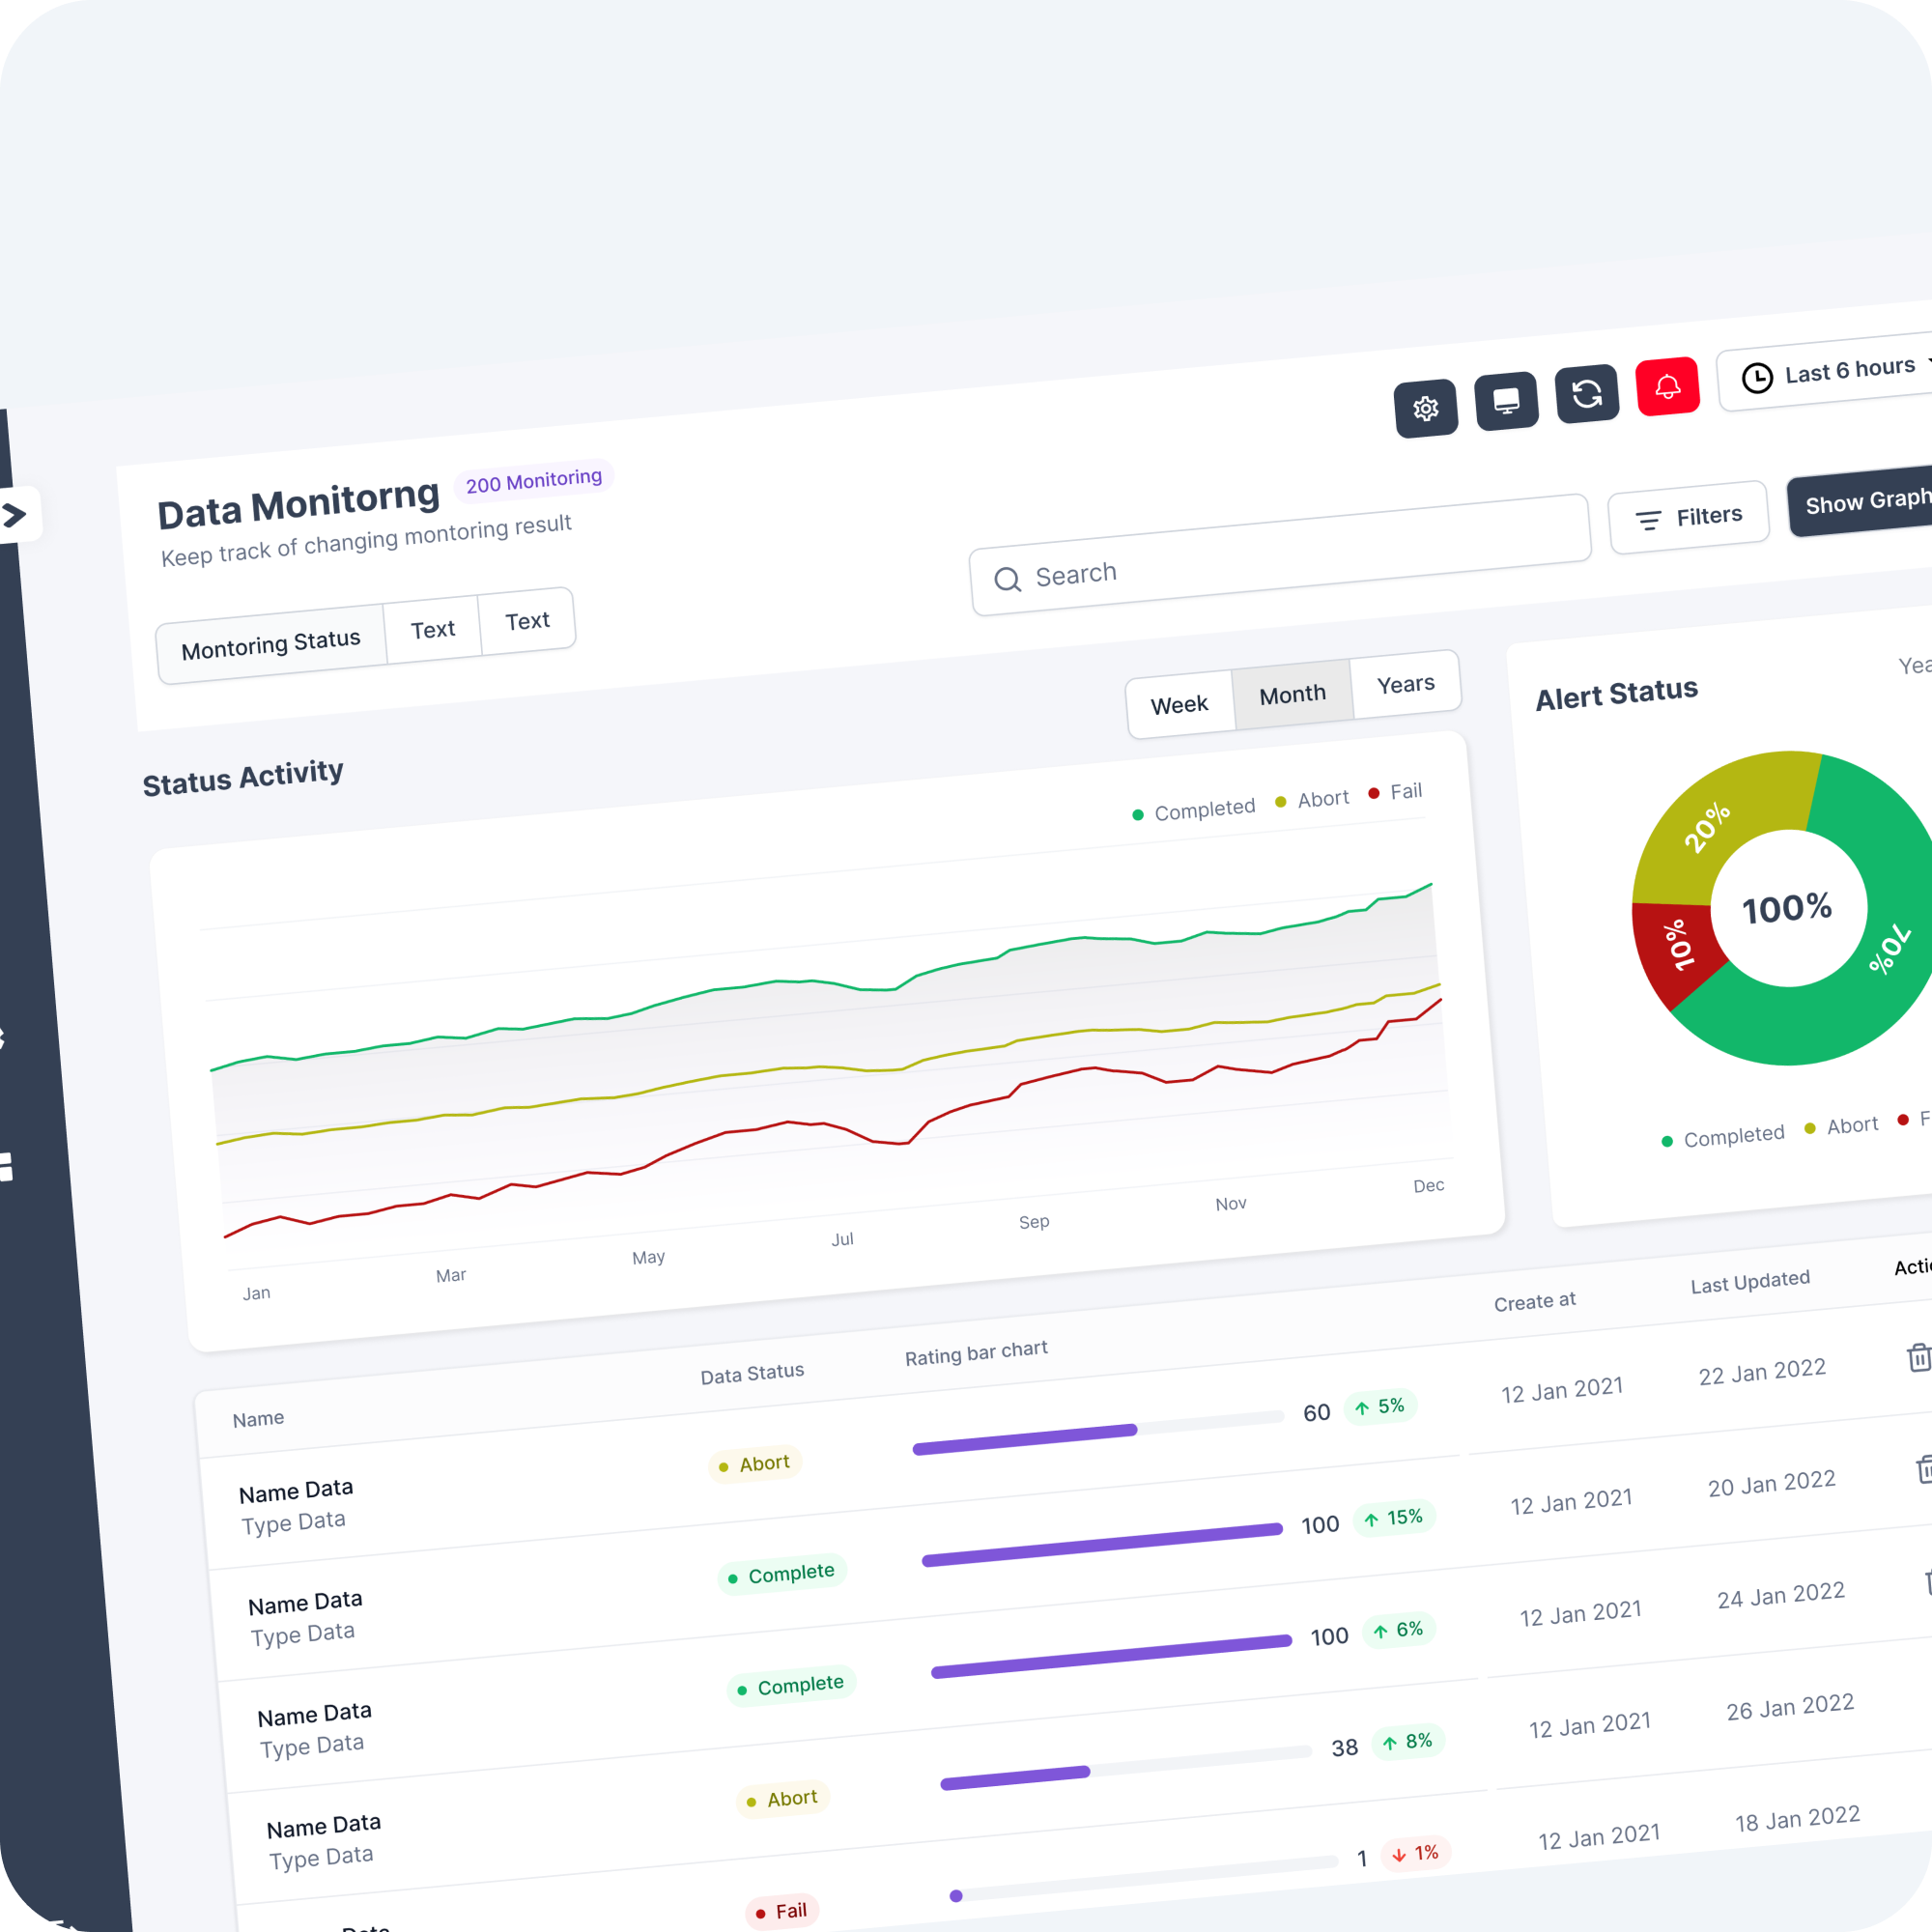 Last 6 hours
Data Monitorng
200 Monitoring
Keep track of changing montoring result
Search
Filters
Show Graph
Montoring Status
Text
Text
Week
Month
Years
Status Activity
Completed
Abort
Fail
Jan
Mar
May
Jul
Sep
Nov
Dec
Alert Status
20%
10%
70%
100%
Completed
Abort
Name
Data Status
Rating bar chart
Create at
Last Updated
Name Data
Type Data
Abort
60
5%
12 Jan 2021
22 Jan 2022
Name Data
Type Data
Complete
100
15%
12 Jan 2021
20 Jan 2022
Name Data
Type Data
Complete
100
6%
12 Jan 2021
24 Jan 2022
Name Data
Type Data
Abort
38
8%
12 Jan 2021
26 Jan 2022
Data
Fail
1
1%
12 Jan 2021
18 Jan 2022